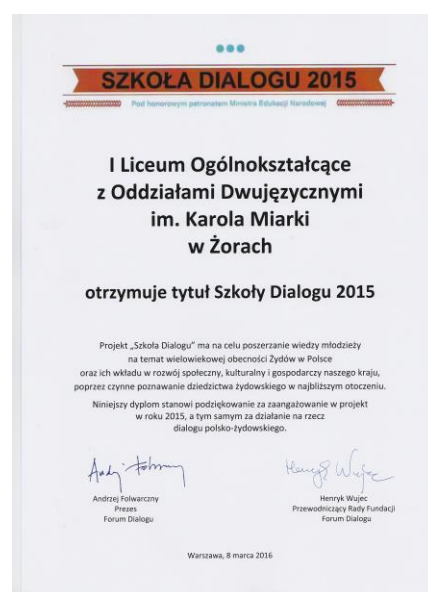 SZKOŁA DIALOGU 2015
Pod honorowym patronatem Ministra Edukacji Narodowej
I Liceum Ogólnokształcące
z Oddziałami Dwujęzycznymi
im. Karola Miarki
w Żorach
otrzymuje tytuł Szkoły Dialogu 2015
Projekt „Szkoła Dialogu” ma na celu poszerzanie wiedzy młodzieży
na temat wielowiekowej obecności Żydów w Polsce
oraz ich wkładu w rozwój społeczny, kulturalny i gospodarczy naszego kraju,
poprzez czynne poznawanie dziedzictwa żydowskiego w najbliższym otoczeniu.
Niniejszy dyplom stanowi podziękowanie za zaangażowanie w projekt
w roku 2015, a tym samym za działanie na rzecz
dialogu polsko-żydowskiego.
Andrzej Folwarczny
Prezes
Forum Dialogu
Henryk Wujec
Przewodniczący Rady Fundacji
Forum Dialogu
Warszawa, 8 marca 2016